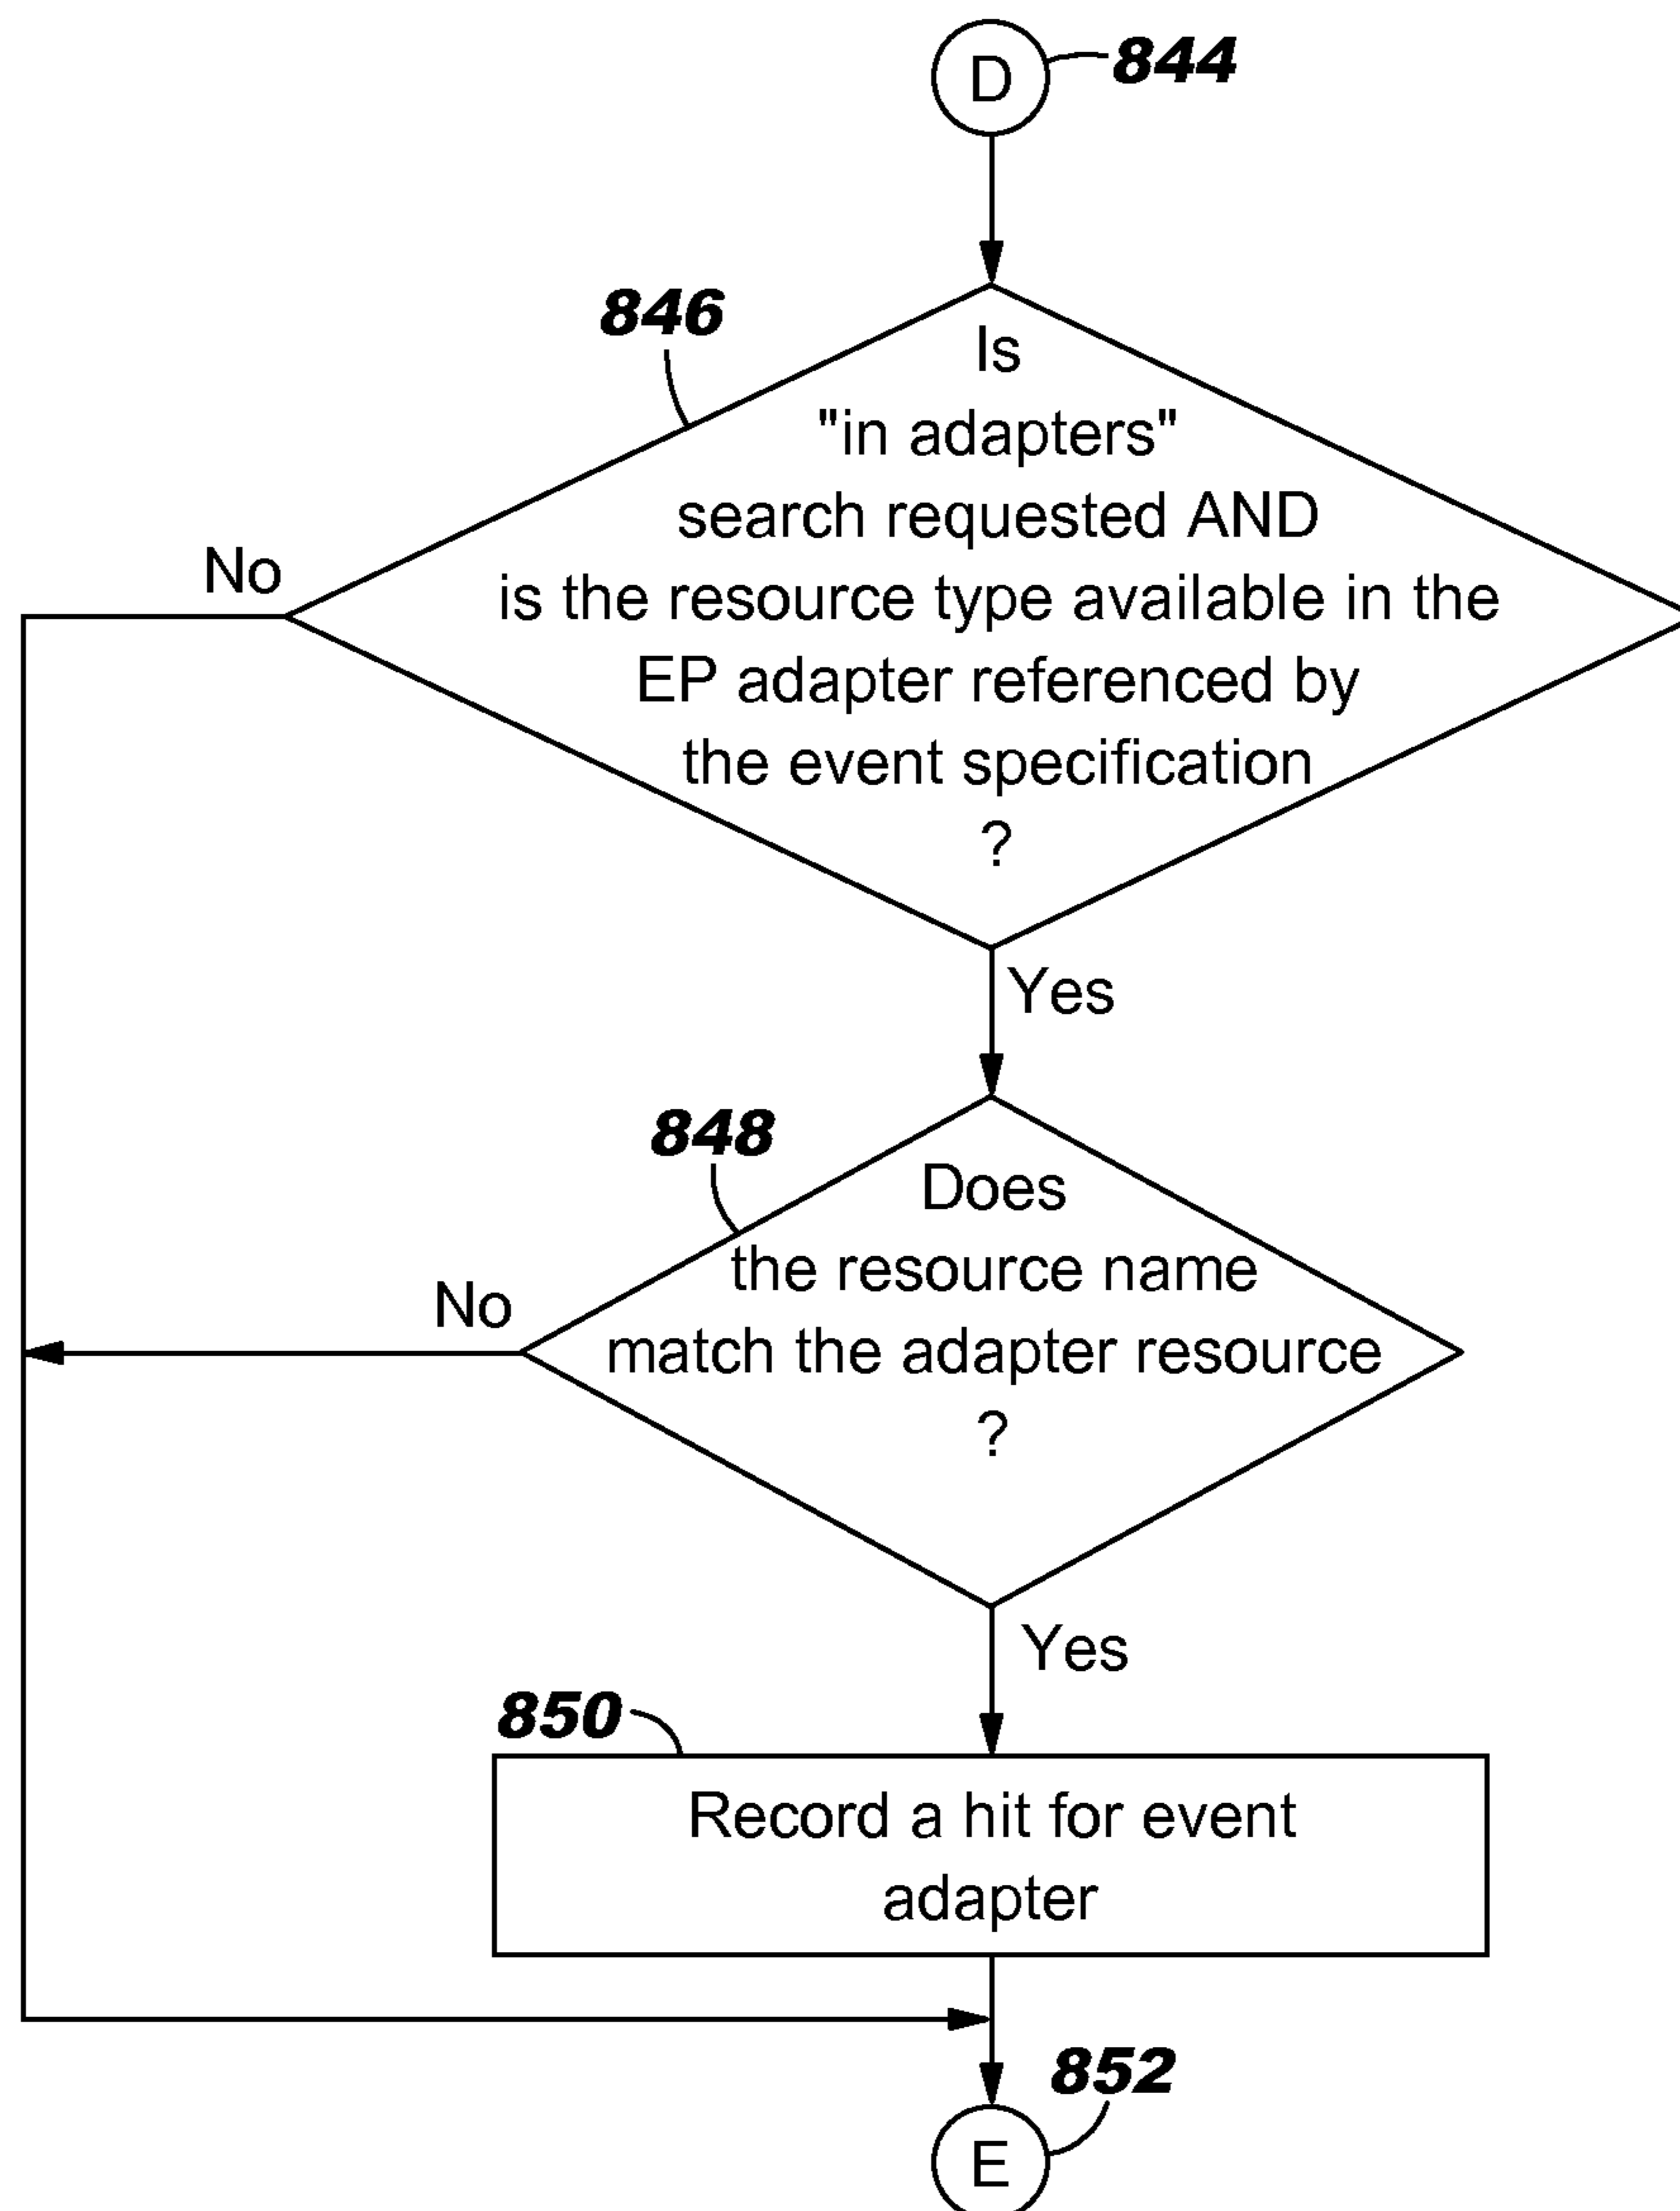 D
844
846
Is
"in adapters"
search requested AND
No
is the resource type available in the
EP adapter referenced by
the event specification
?
Yes
848
Does
the resource name
No
match the adapter resource
?
Yes
850
Record a hit for event
adapter
852
E